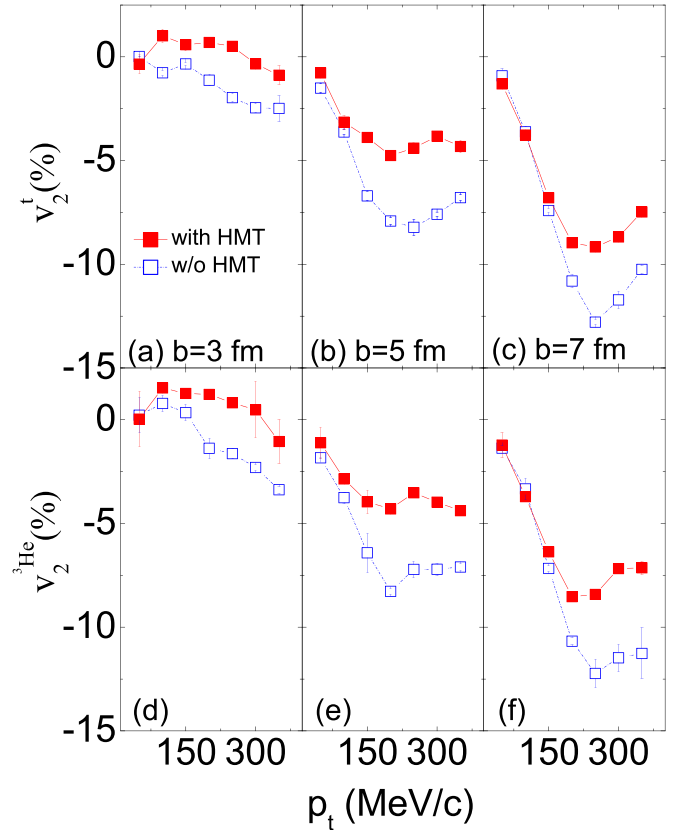 0
-5
-10
-15
v₂ᵗ(%)
with HMT
w/o HMT
(a) b=3 fm
(b) b=5 fm
(c) b=7 fm
0
-5
-10
-15
v₂³ᴴᵉ(%)
(d)
(e)
(f)
150 300
150 300
150 300
pₜ (MeV/c)